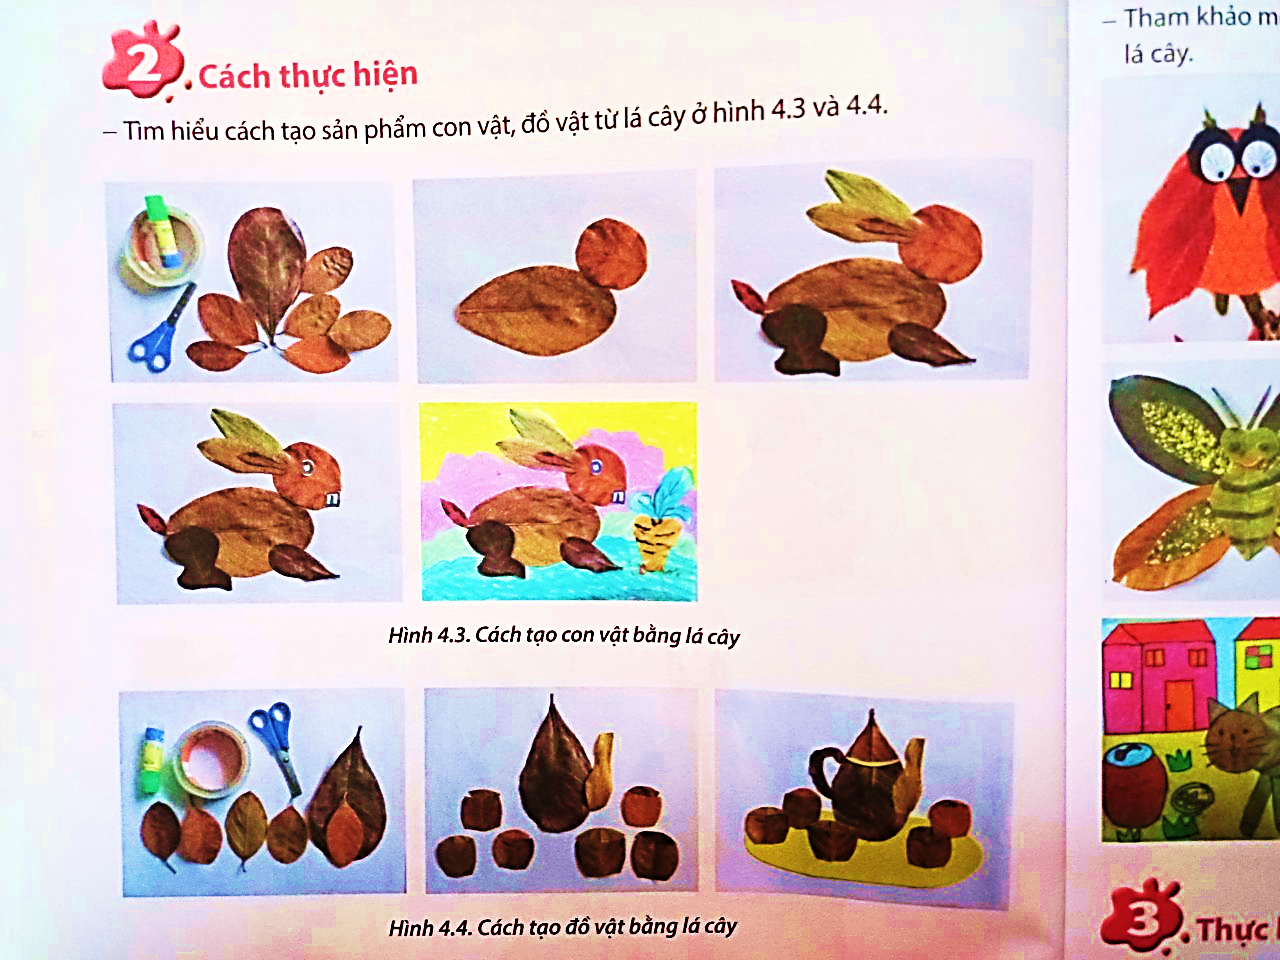 2 Cách thực hiện
– Tìm hiểu cách tạo sản phẩm con vật, đồ vật từ lá cây ở hình 4.3 và 4.4.
Hình 4.3. Cách tạo con vật bằng lá cây
Hình 4.4. Cách tạo đồ vật bằng lá cây
– Tham khảo
lá cây.
3 Thực